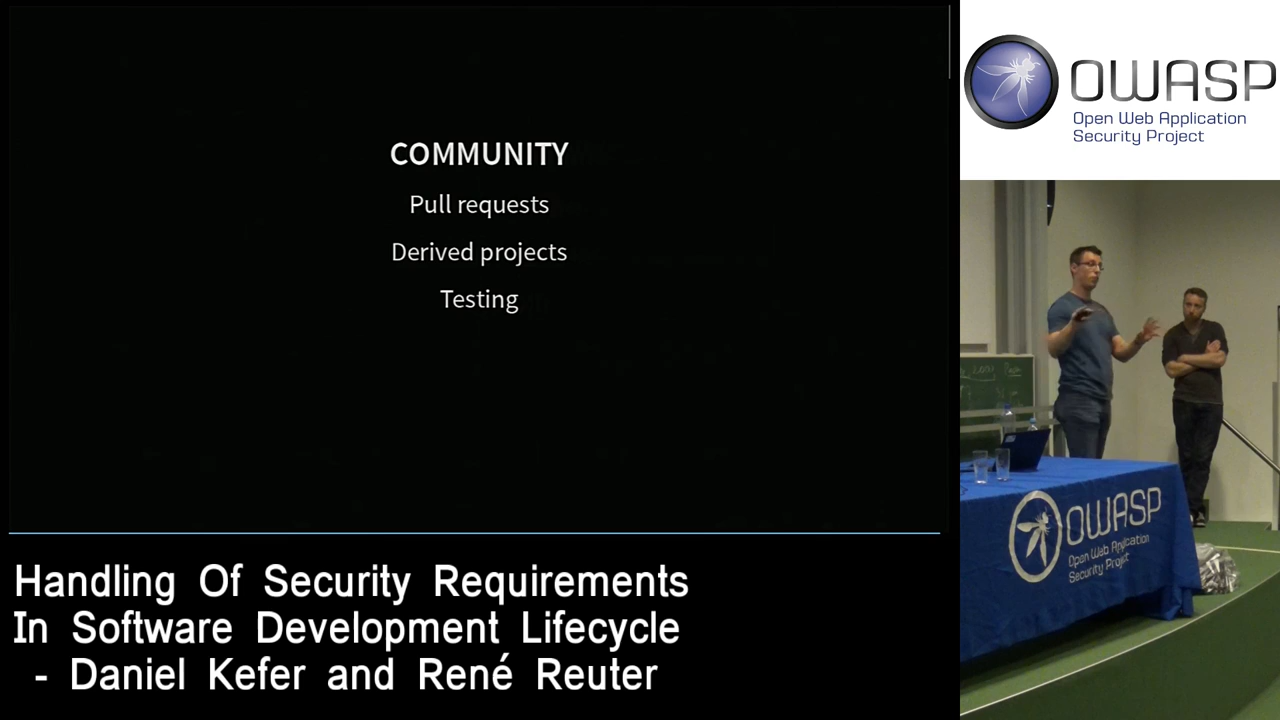 COMMUNITY
Pull requests
Derived projects
Testing
OWASP
Open Web Application
Security Project
OWASP
Open Web Application
Security Project
Handling Of Security Requirements
In Software Development Lifecycle
- Daniel Kefer and René Reuter